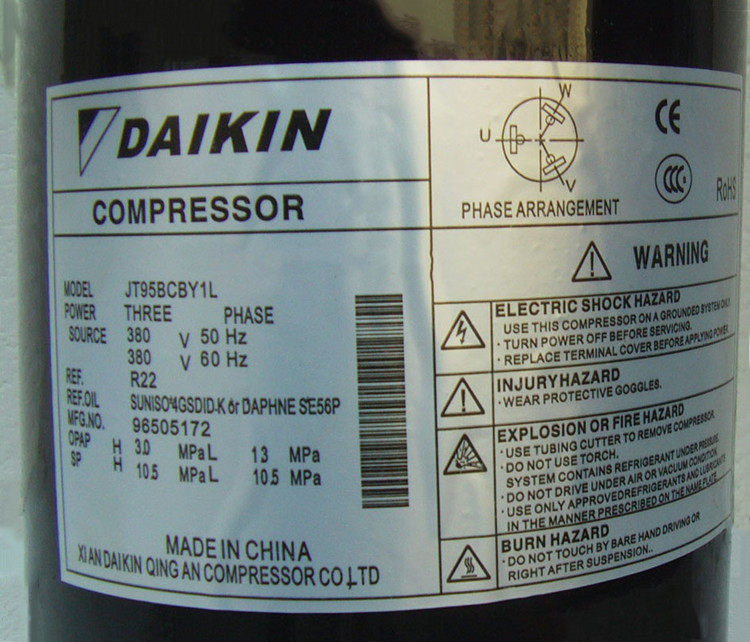 DAIKIN
COMPRESSOR
MODEL JT95BCBY1L
POWER THREE PHASE
SOURCE 380 V 50 Hz
380 V 60 Hz
REF. R22
REF.OIL SUNISO*4GSDID-K or DAPHNE SE56P
MFG.NO. 96505172
OPAP H 3.0 MPaL 13 MPa
SP H 10.5 MPaL 10.5 MPa
MADE IN CHINA
XI AN DAIKIN QING AN COMPRESSOR CO LTD
U
W
V
PHASE ARRANGEMENT
CE
CCC
RoHS
WARNING
ELECTRIC SHOCK HAZARD
USE THIS COMPRESSOR ON A GROUNDED SYSTEM ONLY.
· TURN POWER OFF BEFORE SERVICING.
· REPLACE TERMINAL COVER BEFORE APPLYING POWER
INJURY HAZARD
· WEAR PROTECTIVE GOGGLES.
EXPLOSION OR FIRE HAZARD
· USE TUBING CUTTER TO REMOVE COMPRESSOR.
· DO NOT USE TORCH.
SYSTEM CONTAINS REFRIGERANT UNDER PRESSURE.
· DO NOT DRIVE UNDER AIR OR VACUUM CONDITION
· USE ONLY APPROVEDREFRIGERANTS AND LUBRICANTS
IN THE MANNER PRESCRIBED ON THE NAME PLATE
BURN HAZARD
· DO NOT TOUCH BY BARE HAND DRIVING OR
RIGHT AFTER SUSPENSION..